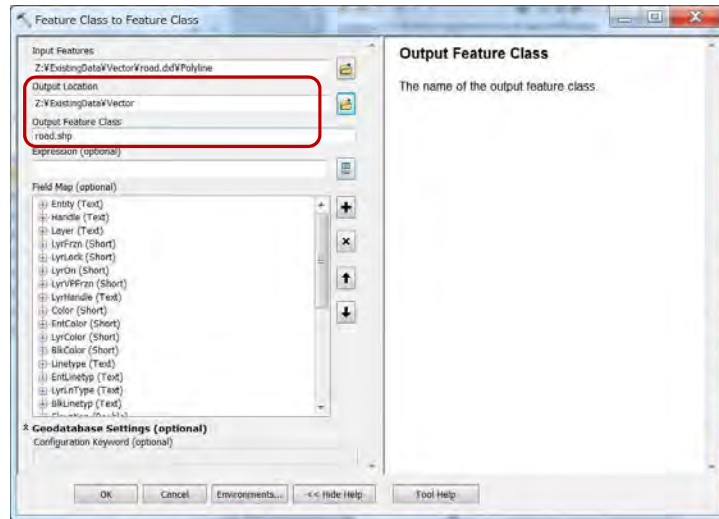 Feature Class to Feature Class
Input Features
Z:¥ExistingData¥Vector¥road.dxf¥Polyline
Output Location
Z:¥ExistingData¥Vector
Output Feature Class
road.shp
Expression (optional)
Field Map (optional)
Entity (Text)
Handle (Text)
Layer (Text)
LyrFrzn (Short)
LyrLock (Short)
LyrOn (Short)
LyrVPFrzn (Short)
LyrHandle (Text)
Color (Short)
EntColor (Short)
LyrColor (Short)
BlkColor (Short)
Linetype (Text)
EntLinetyp (Text)
LyrLnType (Text)
BlkLinetyp (Text)
Elevation (Double)
Geodatabase Settings (optional)
Configuration Keyword (optional)
OK
Cancel
Environments...
<< Hide Help
Tool Help
Output Feature Class
The name of the output feature class.